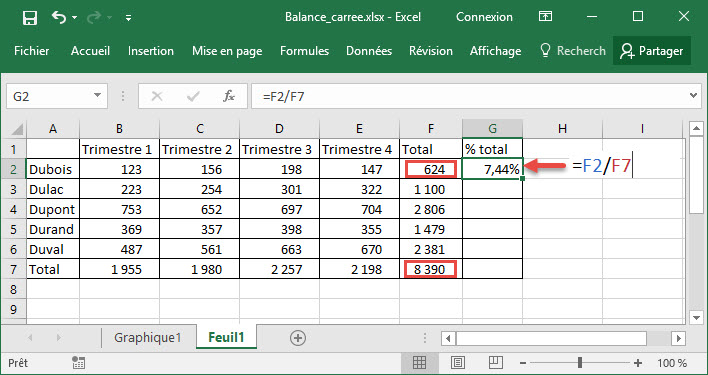 Balance_carree.xlsx - Excel Connexion
Fichier Accueil Insertion Mise en page Formules Données Révision Affichage Recherch Partager
G2 fx =F2/F7
A B C D E F G H I
1 Trimestre 1 Trimestre 2 Trimestre 3 Trimestre 4 Total % total
2 Dubois 123 156 198 147 624 7,44% =F2/F7
3 Dulac 223 254 301 322 1 100
4 Dupont 753 652 697 704 2 806
5 Durand 369 357 398 355 1 479
6 Duval 487 561 663 670 2 381
7 Total 1 955 1 980 2 257 2 198 8 390
8
9
Graphique1 Feuil1
Prêt 100 %